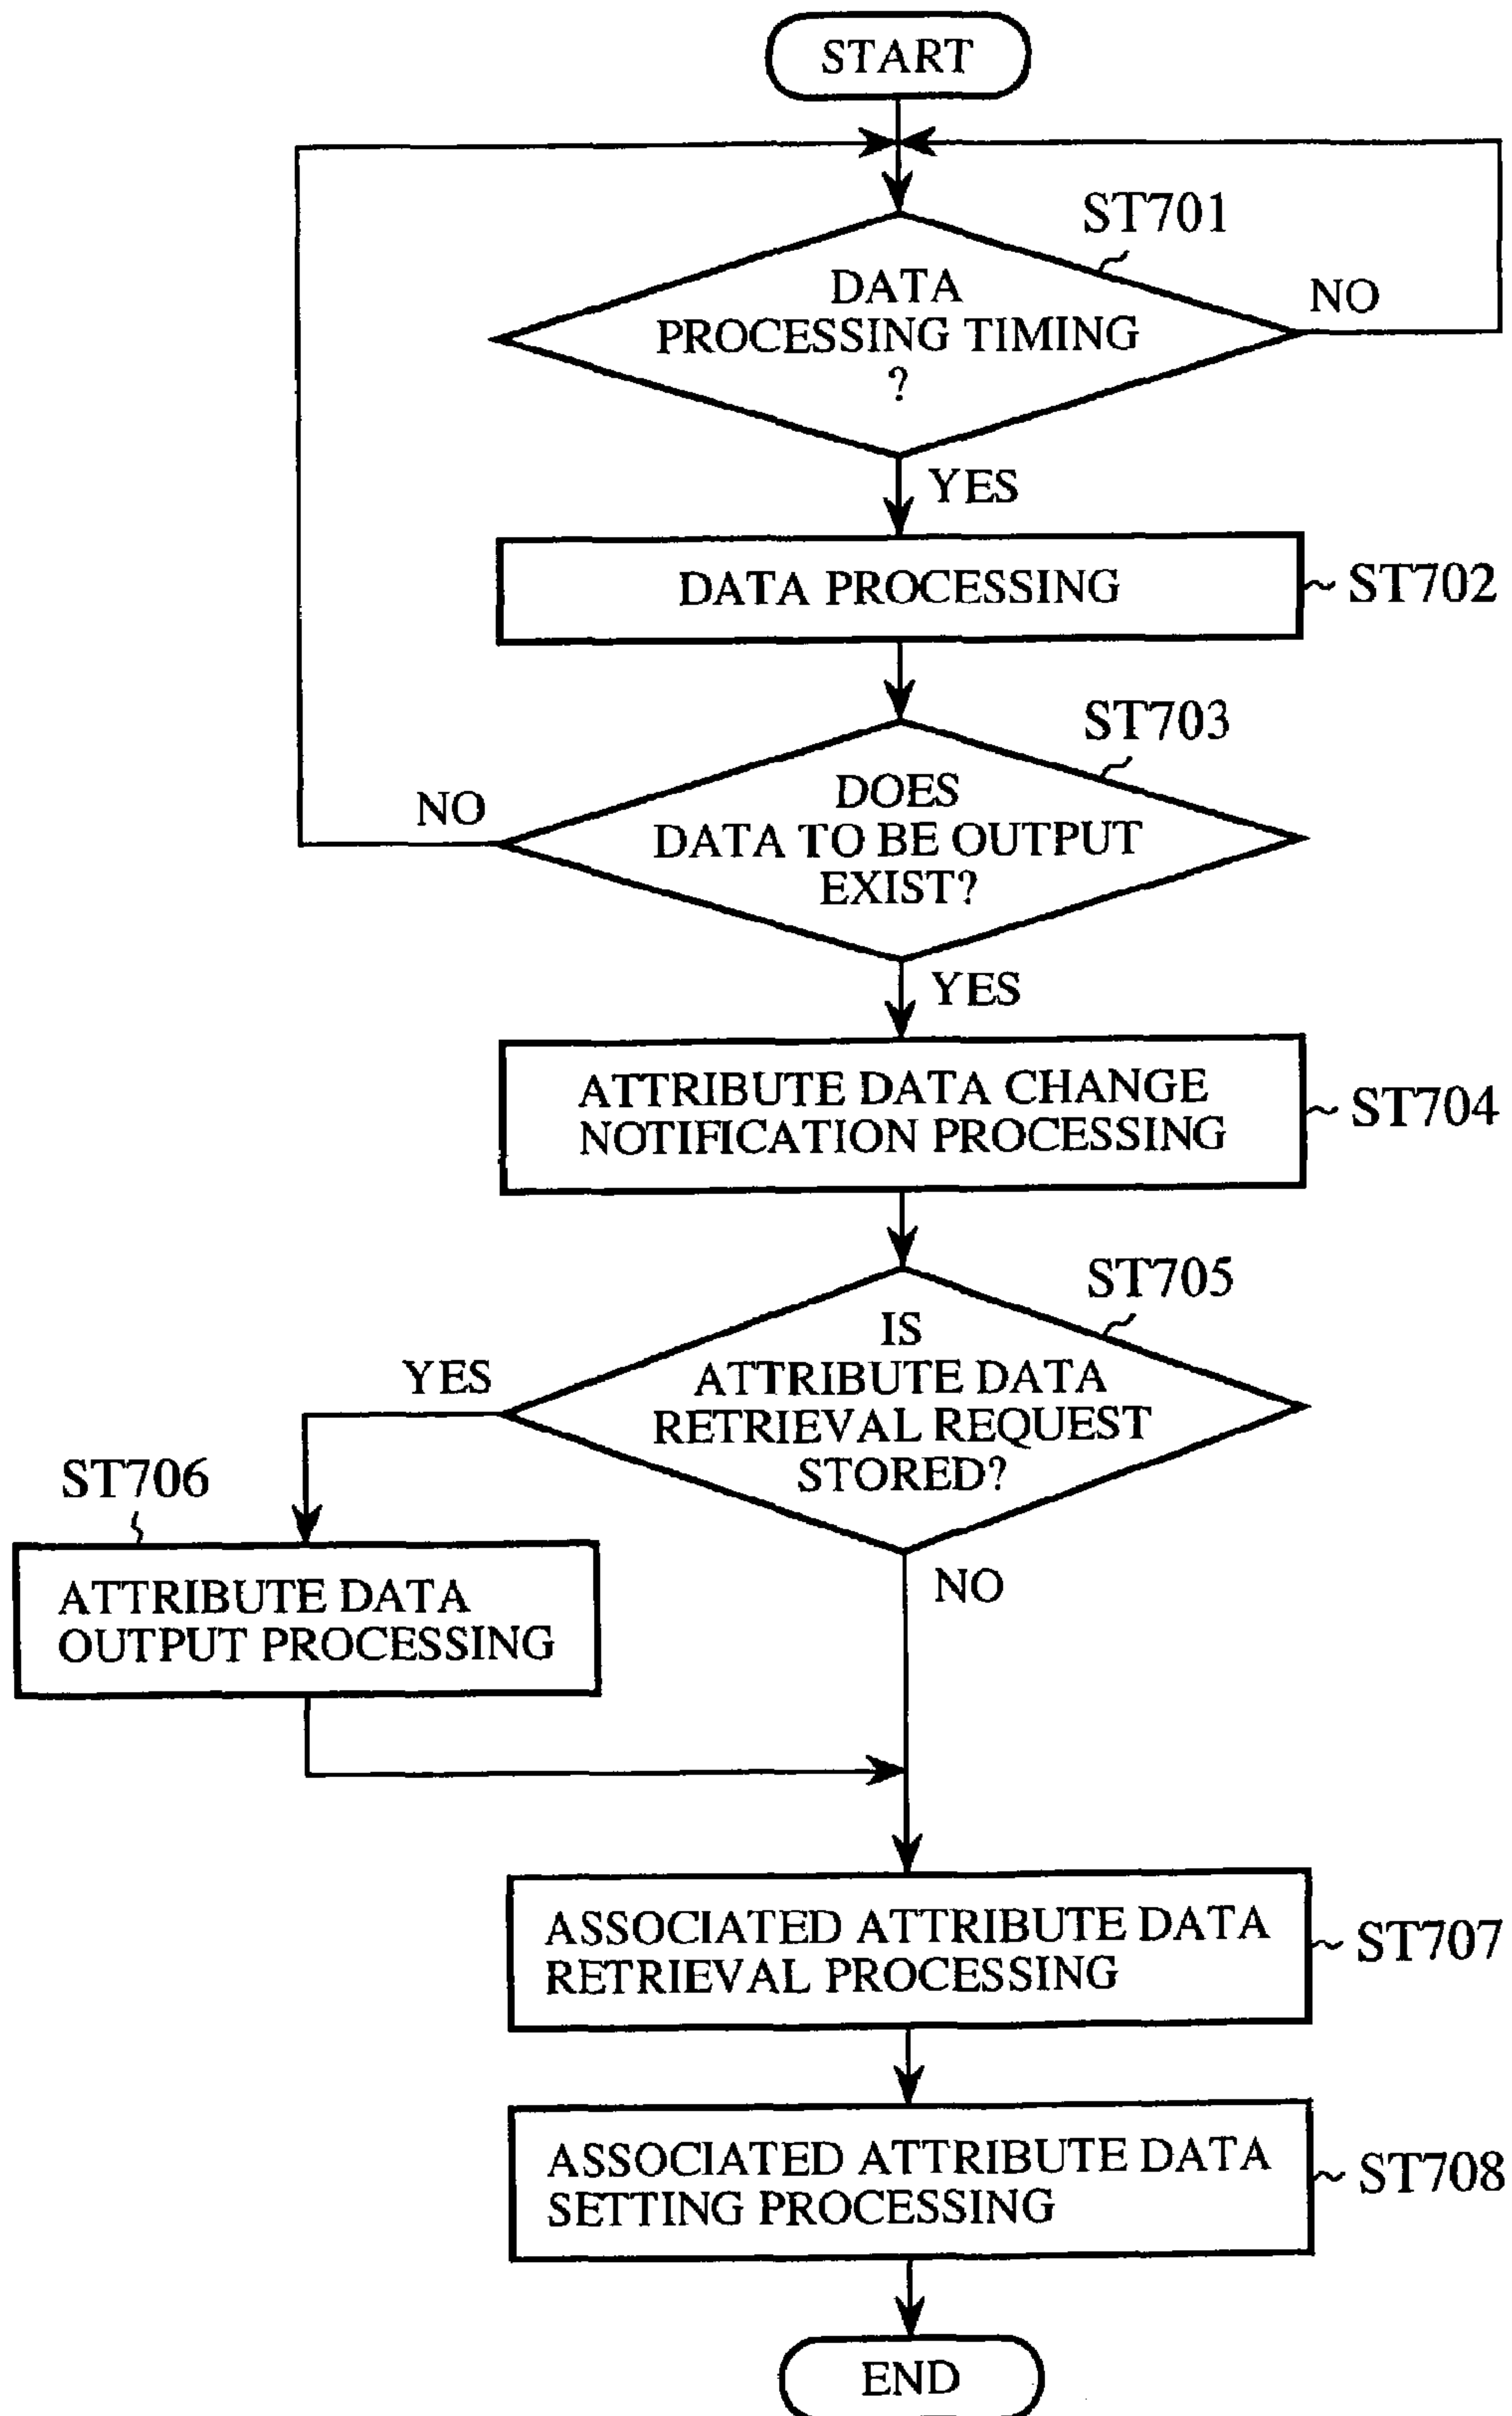 START
ST701
DATA
PROCESSING TIMING
?
NO
YES
DATA PROCESSING
ST702
ST703
DOES
DATA TO BE OUTPUT
EXIST?
NO
YES
ATTRIBUTE DATA CHANGE
NOTIFICATION PROCESSING
ST704
ST705
IS
ATTRIBUTE DATA
RETRIEVAL REQUEST
STORED?
YES
NO
ST706
ATTRIBUTE DATA
OUTPUT PROCESSING
ASSOCIATED ATTRIBUTE DATA
RETRIEVAL PROCESSING
ST707
ASSOCIATED ATTRIBUTE DATA
SETTING PROCESSING
ST708
END